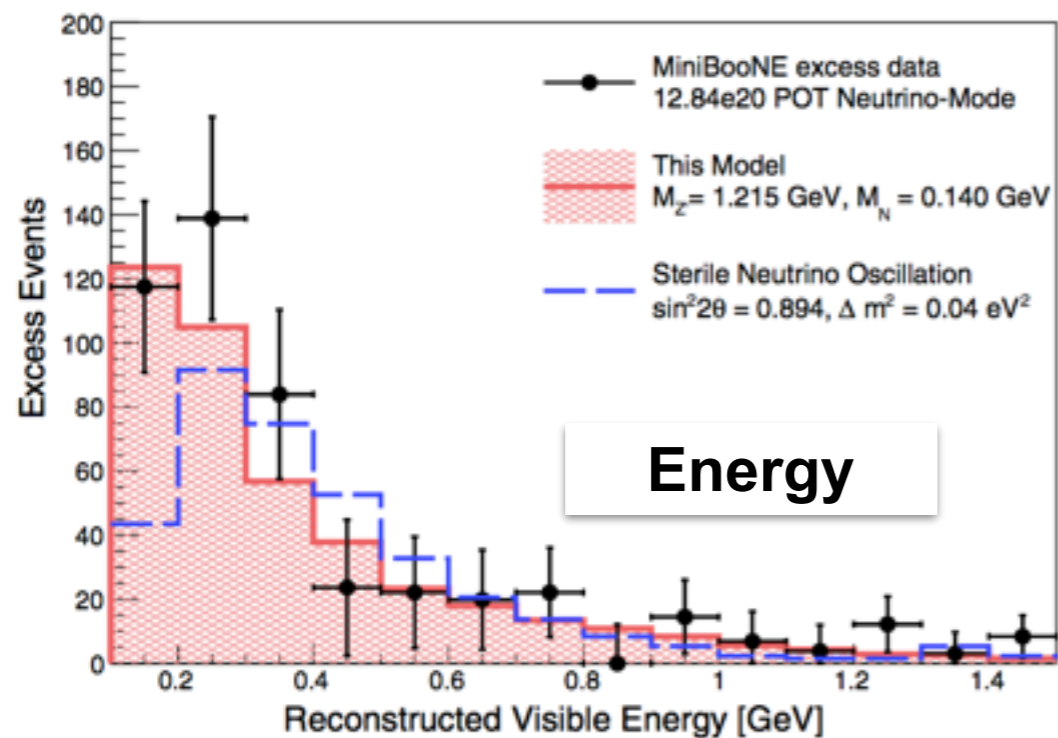 200
180
160
140
120
100
80
60
40
20
0
Excess Events
MiniBooNE excess data
12.84e20 POT Neutrino-Mode
This Model
M_Z' = 1.215 GeV, M_N = 0.140 GeV
Sterile Neutrino Oscillation
sin²2θ = 0.894, Δ m² = 0.04 eV²
Energy
0.2 0.4 0.6 0.8 1 1.2 1.4
Reconstructed Visible Energy [GeV]